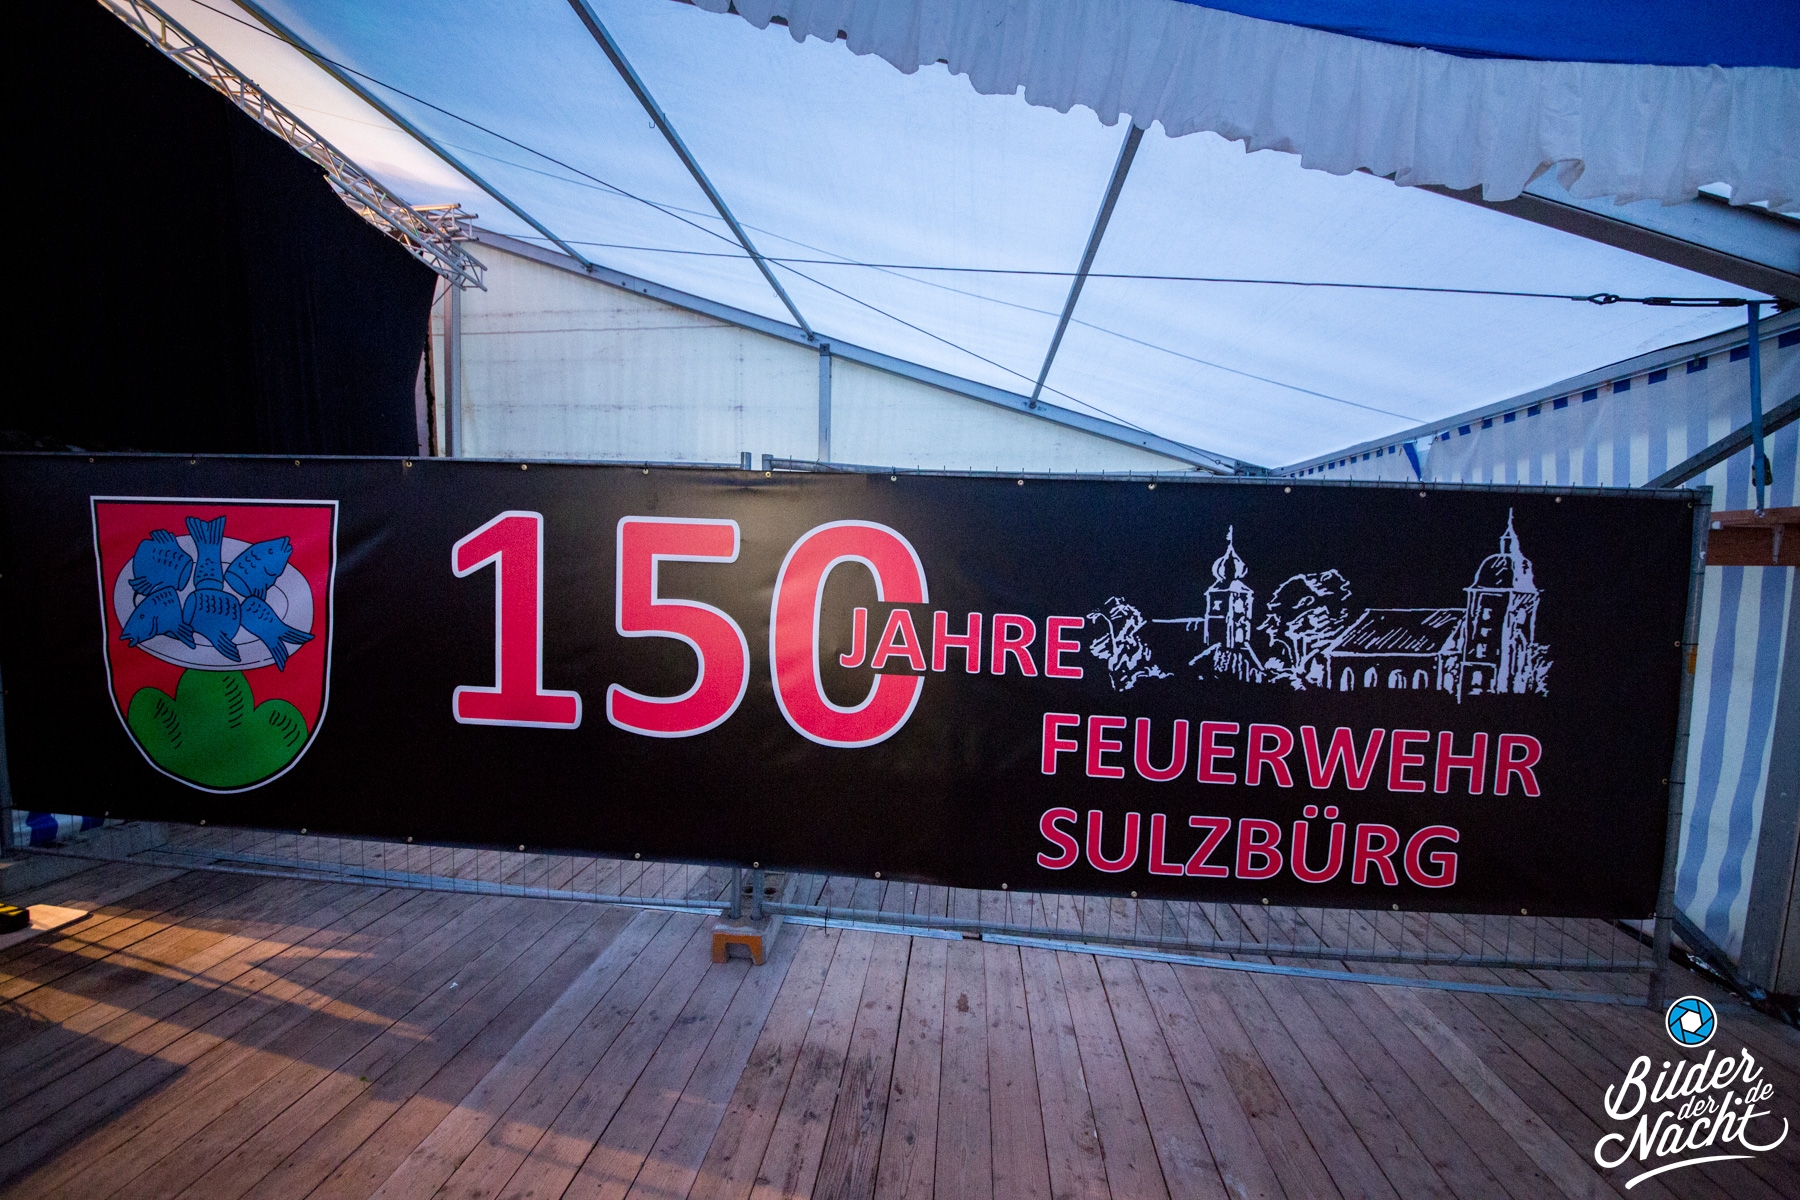 150 JAHRE
FEUERWEHR
SULZBÜRG
Bilder
der
Nacht
.de